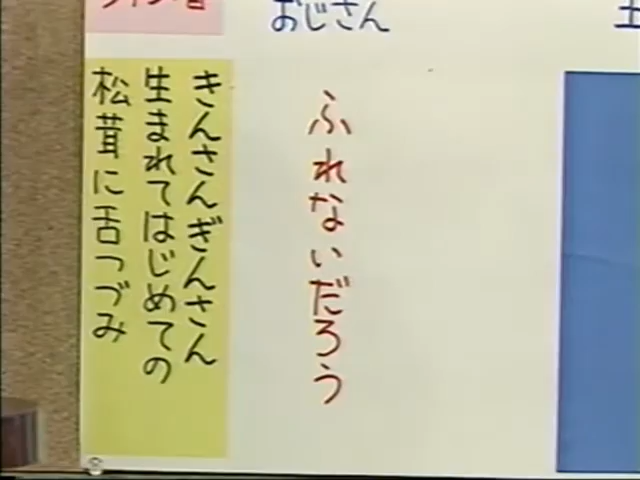 おじさん
ふれないだろう
きんさんぎんさん
生まれてはじめての
松茸に舌つづみ